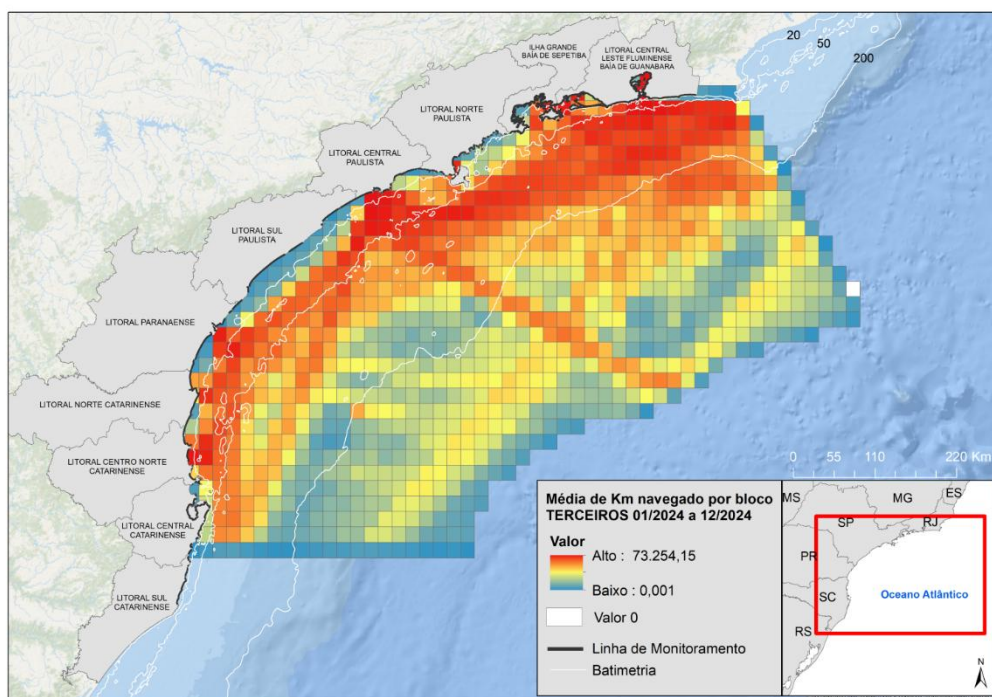 20
50
200
ILHA GRANDE
BAÍA DE SEPETIBA
LITORAL CENTRAL
LESTE FLUMINENSE
BAÍA DE GUANABARA
LITORAL NORTE
PAULISTA
LITORAL CENTRAL
PAULISTA
LITORAL SUL
PAULISTA
LITORAL PARANAENSE
LITORAL NORTE CATARINENSE
LITORAL CENTRO NORTE
CATARINENSE
LITORAL CENTRAL
CATARINENSE
LITORAL SUL
CATARINENSE
0 55 110 220 Km
Média de Km navegado por bloco
TERCEIROS 01/2024 a 12/2024
Valor
Alto : 73.254,15
Baixo : 0,001
Valor 0
Linha de Monitoramento
Batimetria
MS
MG
ES
SP
RJ
PR
SC
RS
Oceano Atlântico
N